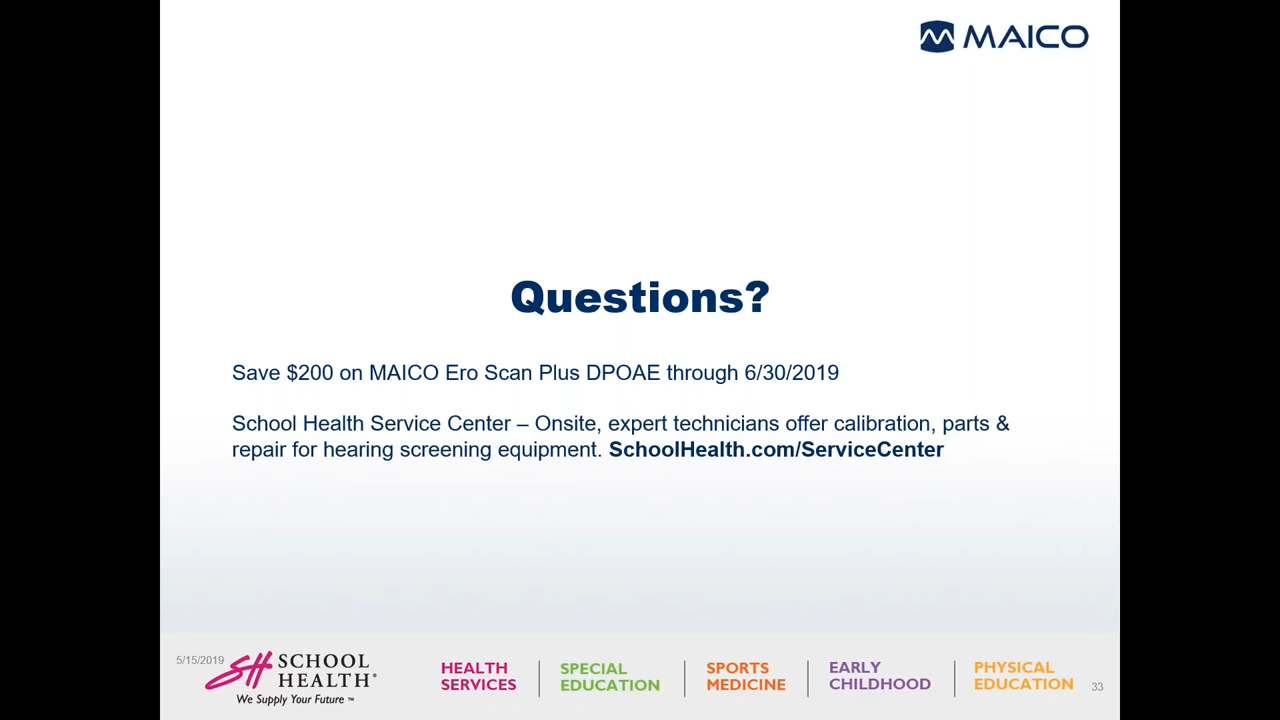 MAICO
Questions?
Save $200 on MAICO Ero Scan Plus DPOAE through 6/30/2019
School Health Service Center – Onsite, expert technicians offer calibration, parts &
repair for hearing screening equipment. SchoolHealth.com/ServiceCenter
5/15/2019
SH SCHOOL
HEALTH®
We Supply Your Future ™
HEALTH
SERVICES
SPECIAL
EDUCATION
SPORTS
MEDICINE
EARLY
CHILDHOOD
PHYSICAL
EDUCATION
33